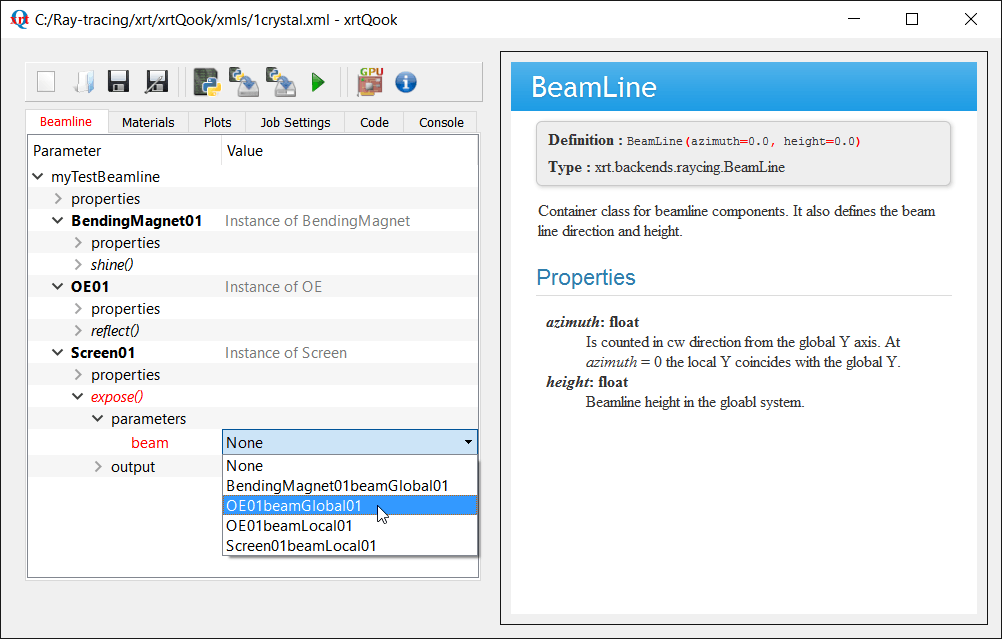 xrt C:/Ray-tracing/xrt/xrtQook/xmls/1crystal.xml - xrtQook
GPU
Beamline Materials Plots Job Settings Code Console
Parameter Value
myTestBeamline
properties
BendingMagnet01 Instance of BendingMagnet
properties
shine()
OE01 Instance of OE
properties
reflect()
Screen01 Instance of Screen
properties
expose()
parameters
beam None
None
output
BendingMagnet01beamGlobal01
OE01beamGlobal01
OE01beamLocal01
Screen01beamLocal01
BeamLine
Definition : BeamLine(azimuth=0.0, height=0.0)
Type : xrt.backends.raycing.BeamLine
Container class for beamline components. It also defines the beam
line direction and height.
Properties
azimuth: float
Is counted in cw direction from the global Y axis. At
azimuth = 0 the local Y coincides with the global Y.
height: float
Beamline height in the gloabl system.